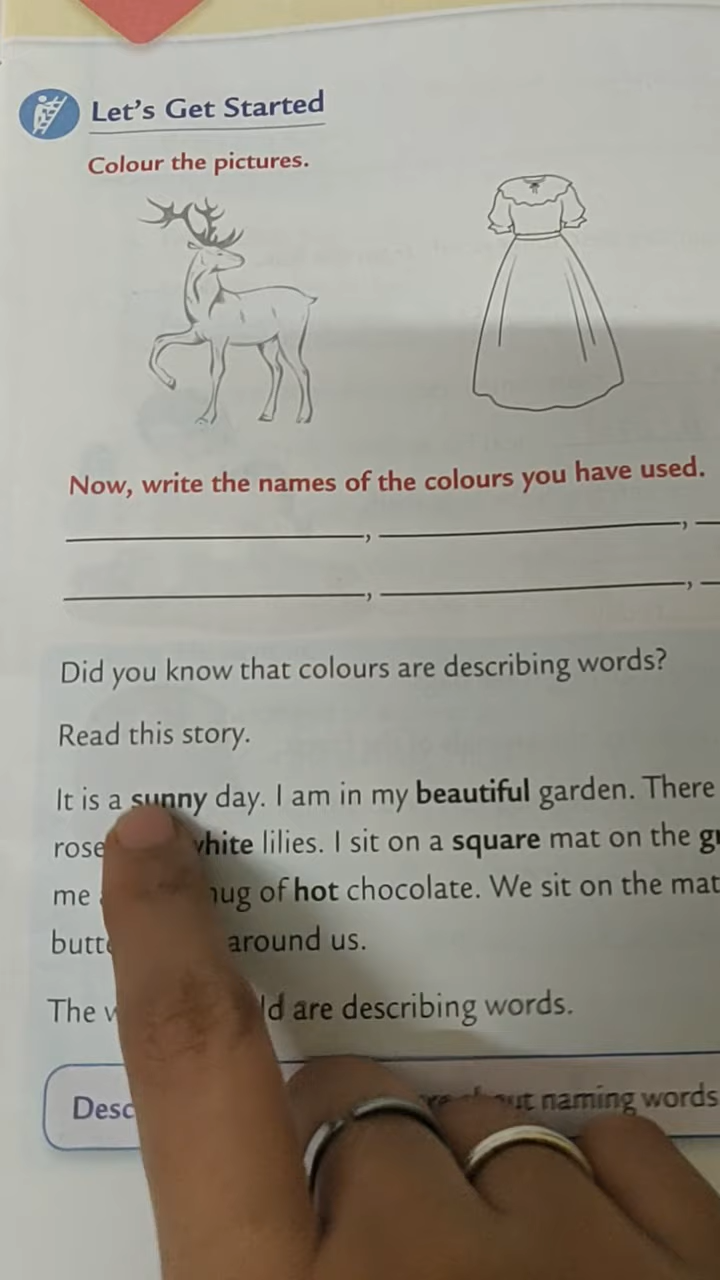 Let's Get Started
Colour the pictures.
Now, write the names of the colours you have used.
Did you know that colours are describing words?
Read this story.
It is a sunny day. I am in my beautiful garden. There
rose white lilies. I sit on a square mat on the
me mug of hot chocolate. We sit on the mat
around us.
The are describing words.
about naming words